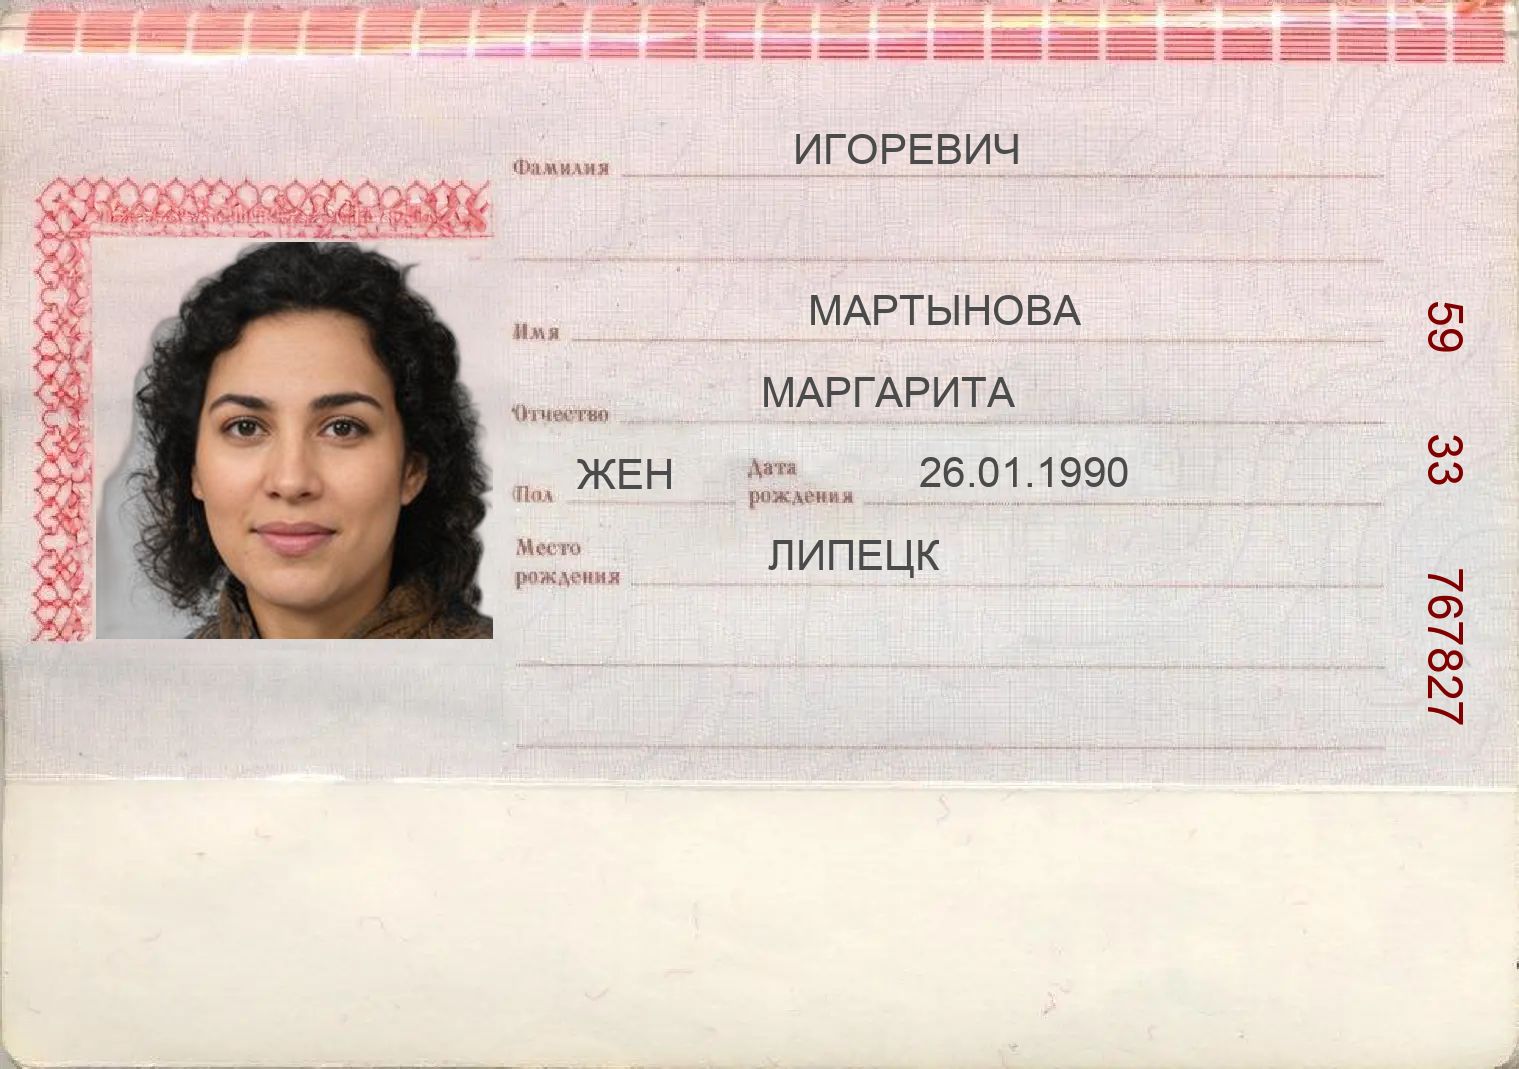 Фамилия ИГОРЕВИЧ
Имя МАРТЫНОВА
Отчество МАРГАРИТА
Пол ЖЕН Дата рождения 26.01.1990
Место рождения ЛИПЕЦК
59 33 767827